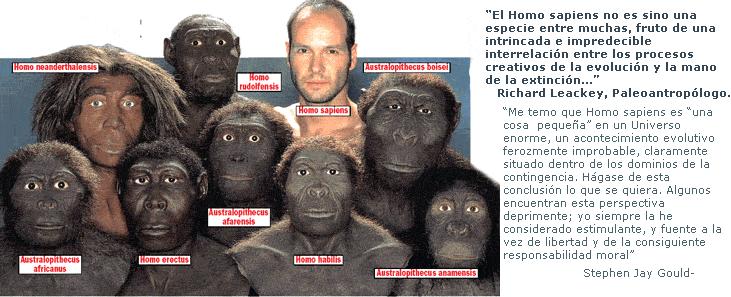 Homo neanderthalensis
Homo
rudolfensis
Homo sapiens
Australopithecus boisei
Australopithecus
afarensis
Australopithecus
africanus
Homo erectus
Homo habilis
Australopithecus anamensis
“El Homo sapiens no es sino una
especie entre muchas, fruto de una
intrincada e impredecible
interrelación entre los procesos
creativos de la evolución y la mano
de la extinción...”
Richard Leackey, Paleoantropólogo.
“Me temo que Homo sapiens es “una
cosa pequeña” en un Universo
enorme, un acontecimiento evolutivo
ferozmente improbable, claramente
situado dentro de los dominios de la
contingencia. Hágase de esta
conclusión lo que se quiera. Algunos
encuentran esta perspectiva
deprimente; yo siempre la he
considerado estimulante, y fuente a la
vez de libertad y de la consiguiente
responsabilidad moral”
Stephen Jay Gould-